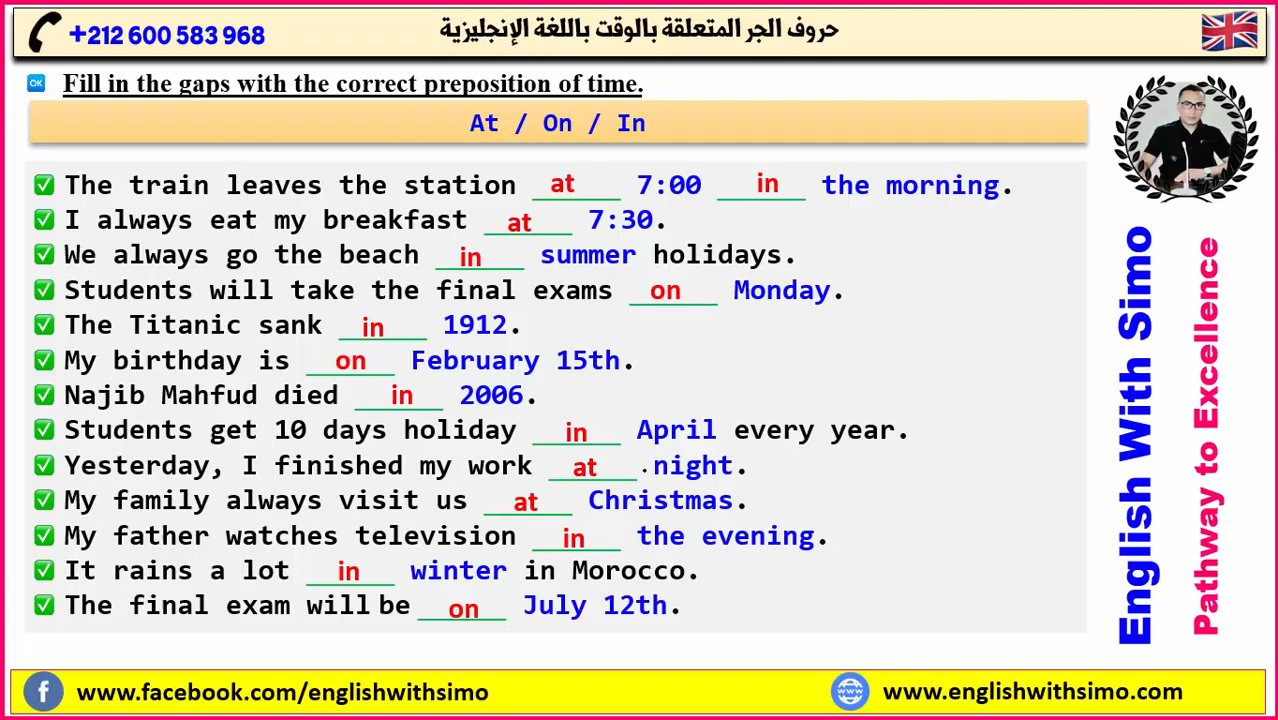 +212 600 583 968
حروف الجر المتعلقة بالوقت باللغة الإنجليزية
OK Fill in the gaps with the correct preposition of time.
At / On / In
The train leaves the station at 7:00 in the morning.
I always eat my breakfast at 7:30.
We always go the beach in summer holidays.
Students will take the final exams on Monday.
The Titanic sank in 1912.
My birthday is on February 15th.
Najib Mahfud died in 2006.
Students get 10 days holiday in April every year.
Yesterday, I finished my work at night.
My family always visit us at Christmas.
My father watches television in the evening.
It rains a lot in winter in Morocco.
The final exam will be on July 12th.
English With Simo
Pathway to Excellence
www.facebook.com/englishwithsimo
www.englishwithsimo.com